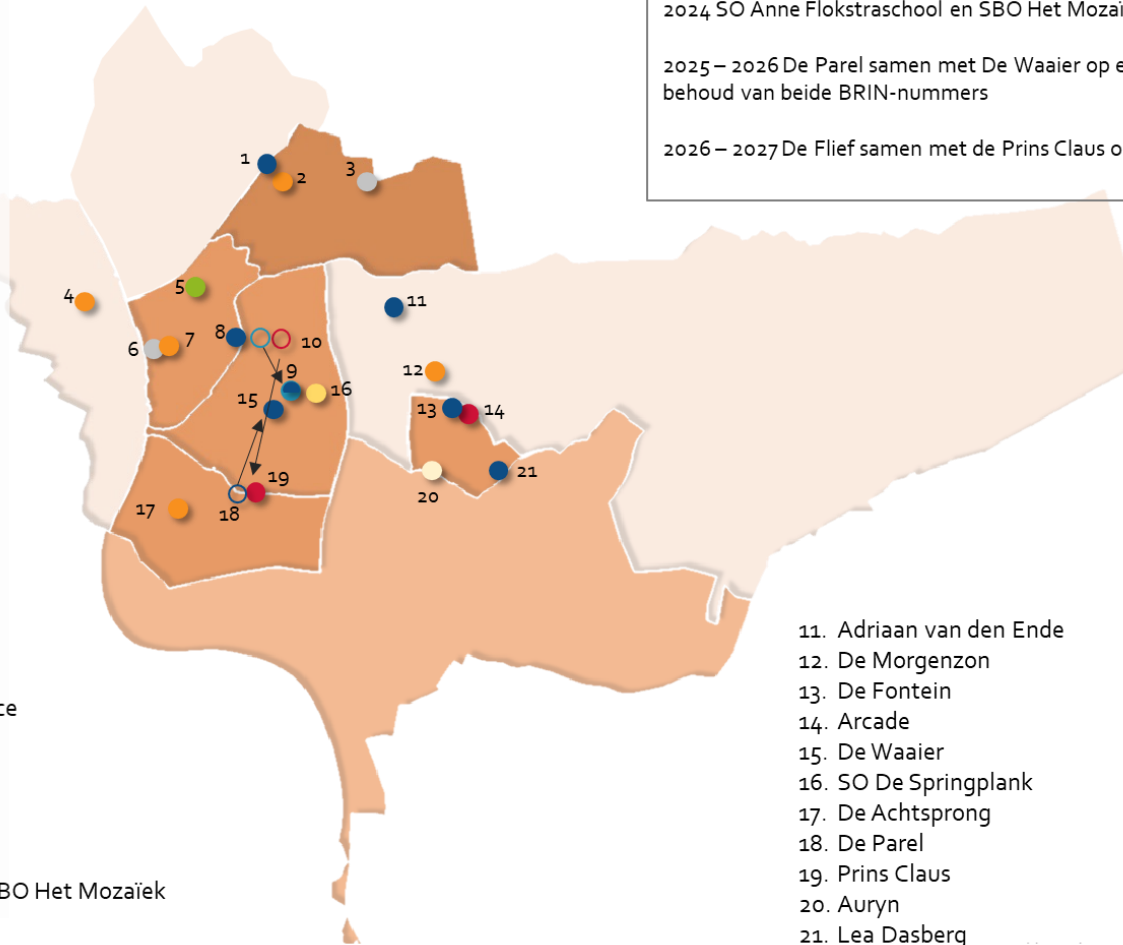 2024 SO Anne Flokstraschool en SBO Het Mozaï
2025 – 2026 De Parel samen met De Waaier op e
behoud van beide BRIN-nummers
2026 – 2027 De Flief samen met de Prins Claus o
1
2
3
4
5
6
7
8
9
10
11
12
13
14
15
16
17
18
19
20
21
ce
BO Het Mozaïek
11. Adriaan van den Ende
12. De Morgenzon
13. De Fontein
14. Arcade
15. De Waaier
16. SO De Springplank
17. De Achtsprong
18. De Parel
19. Prins Claus
20. Auryn
21. Lea Dasberg